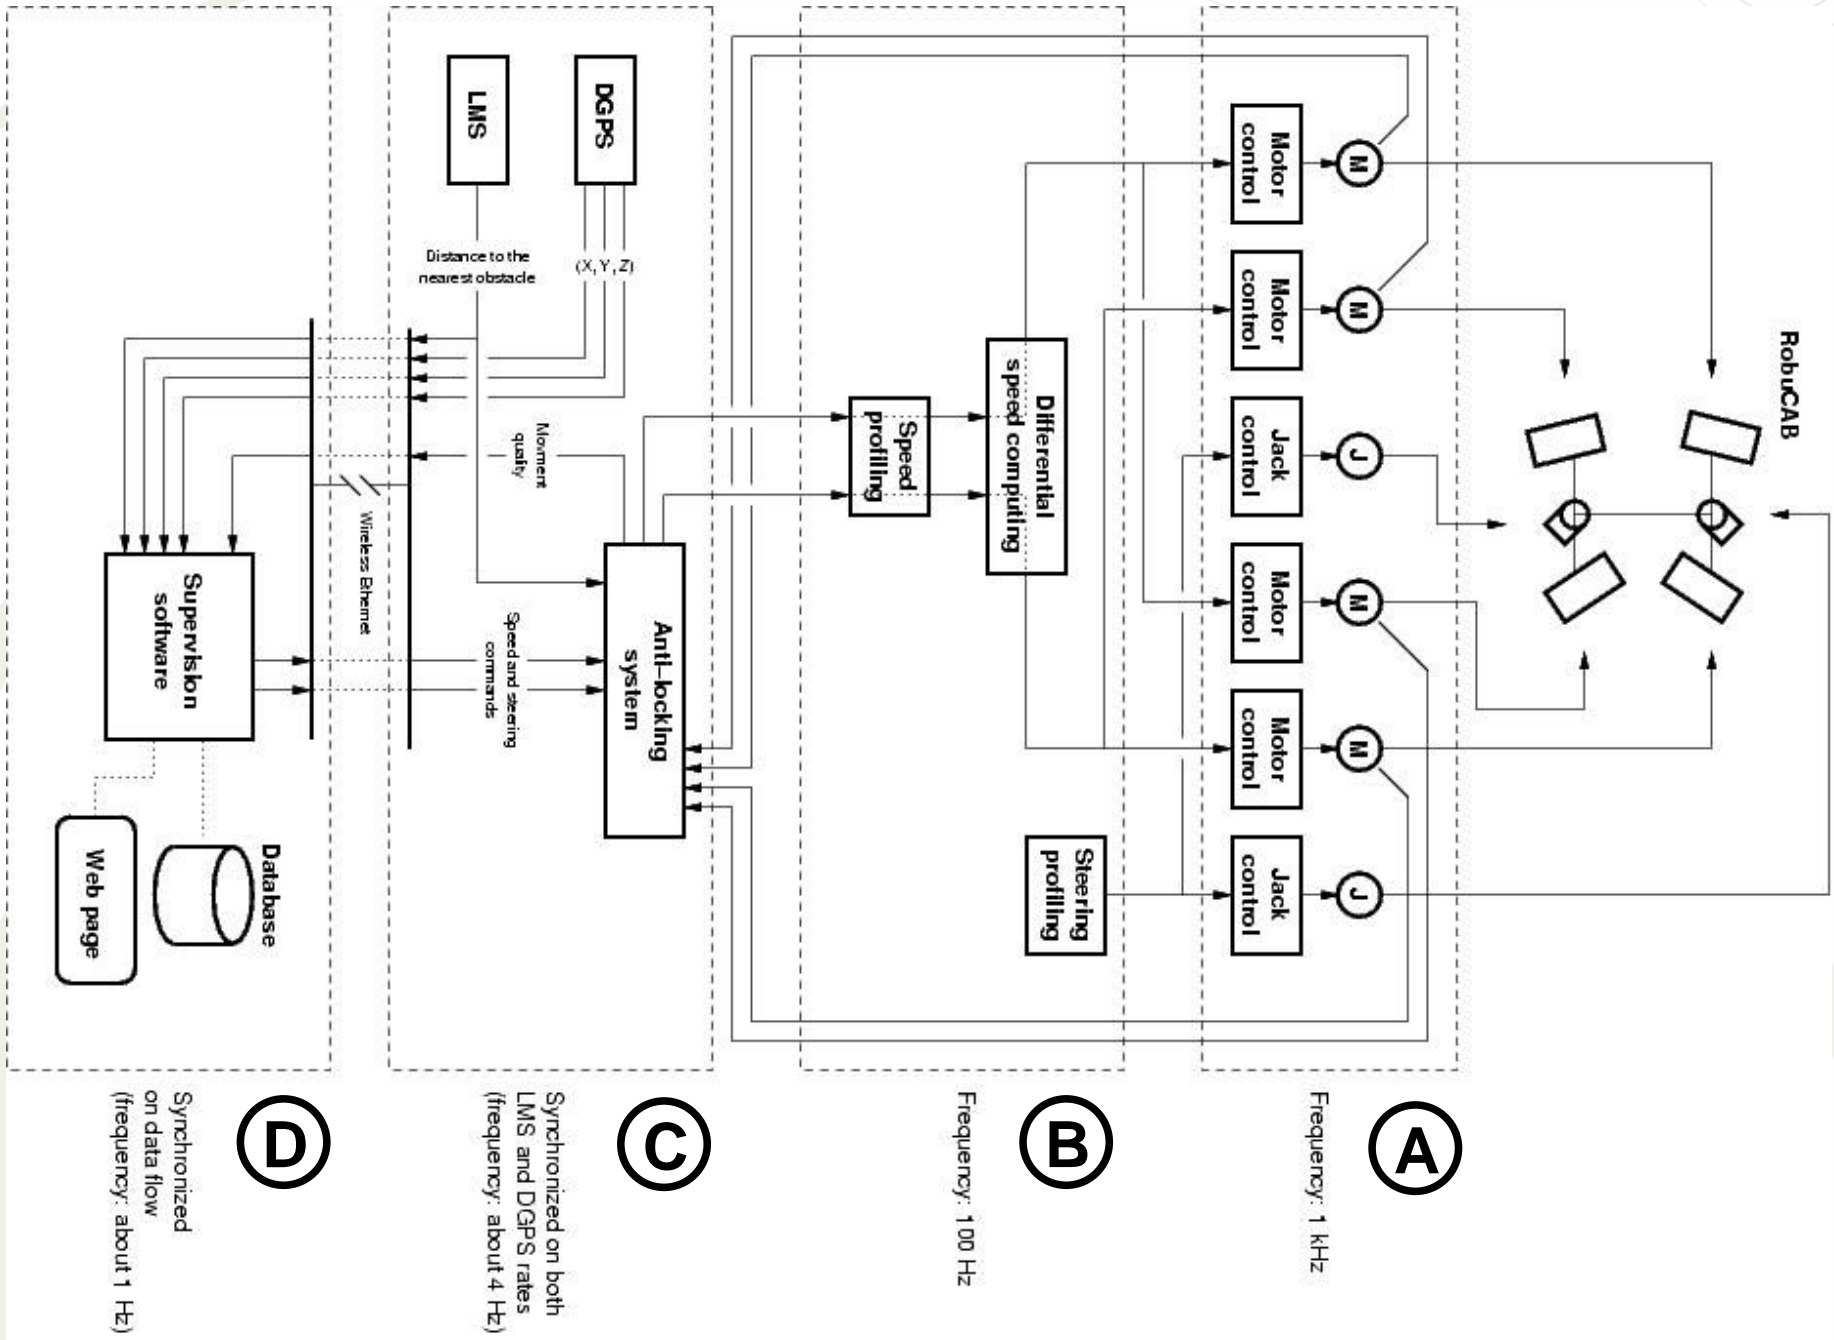 RobuCAB
M
M
J
M
M
J
Motor
control
Motor
control
Jack
control
Motor
control
Motor
control
Jack
control
Frequency: 1 kHz
A
Differential
speed computing
Speed
profiling
Steering
profiling
Frequency: 100 Hz
B
DGPS
LMS
(X, Y, Z)
Distance to the
nearest obstacle
Movment
quality
Speed and steering
commands
Anti-locking
system
Synchronized on both
LMS and DGPS rates
(frequency: about 4 Hz)
C
Wireless Ethernet
Supervision
software
Database
Web page
Synchronized
on data flow
(frequency: about 1 Hz)
D